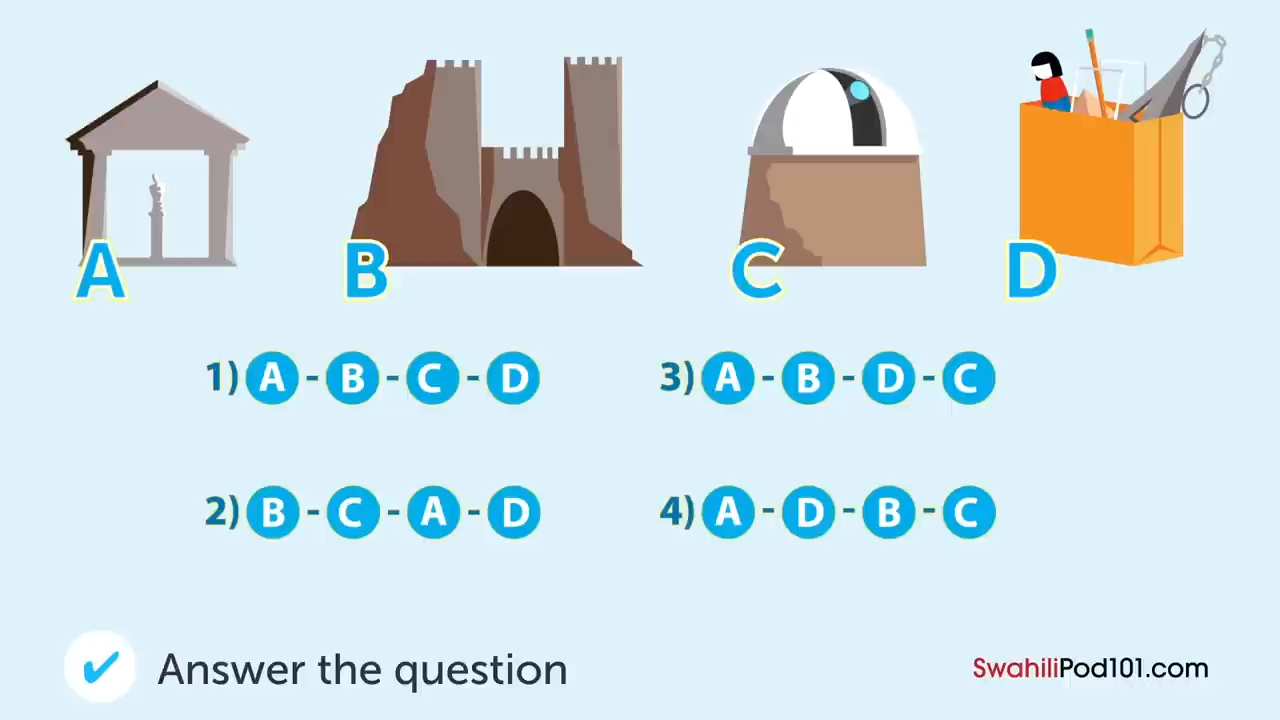 A B C D
1) A - B - C - D
3) A - B - D - C
2) B - C - A - D
4) A - D - B - C
✔ Answer the question
SwahiliPod101.com